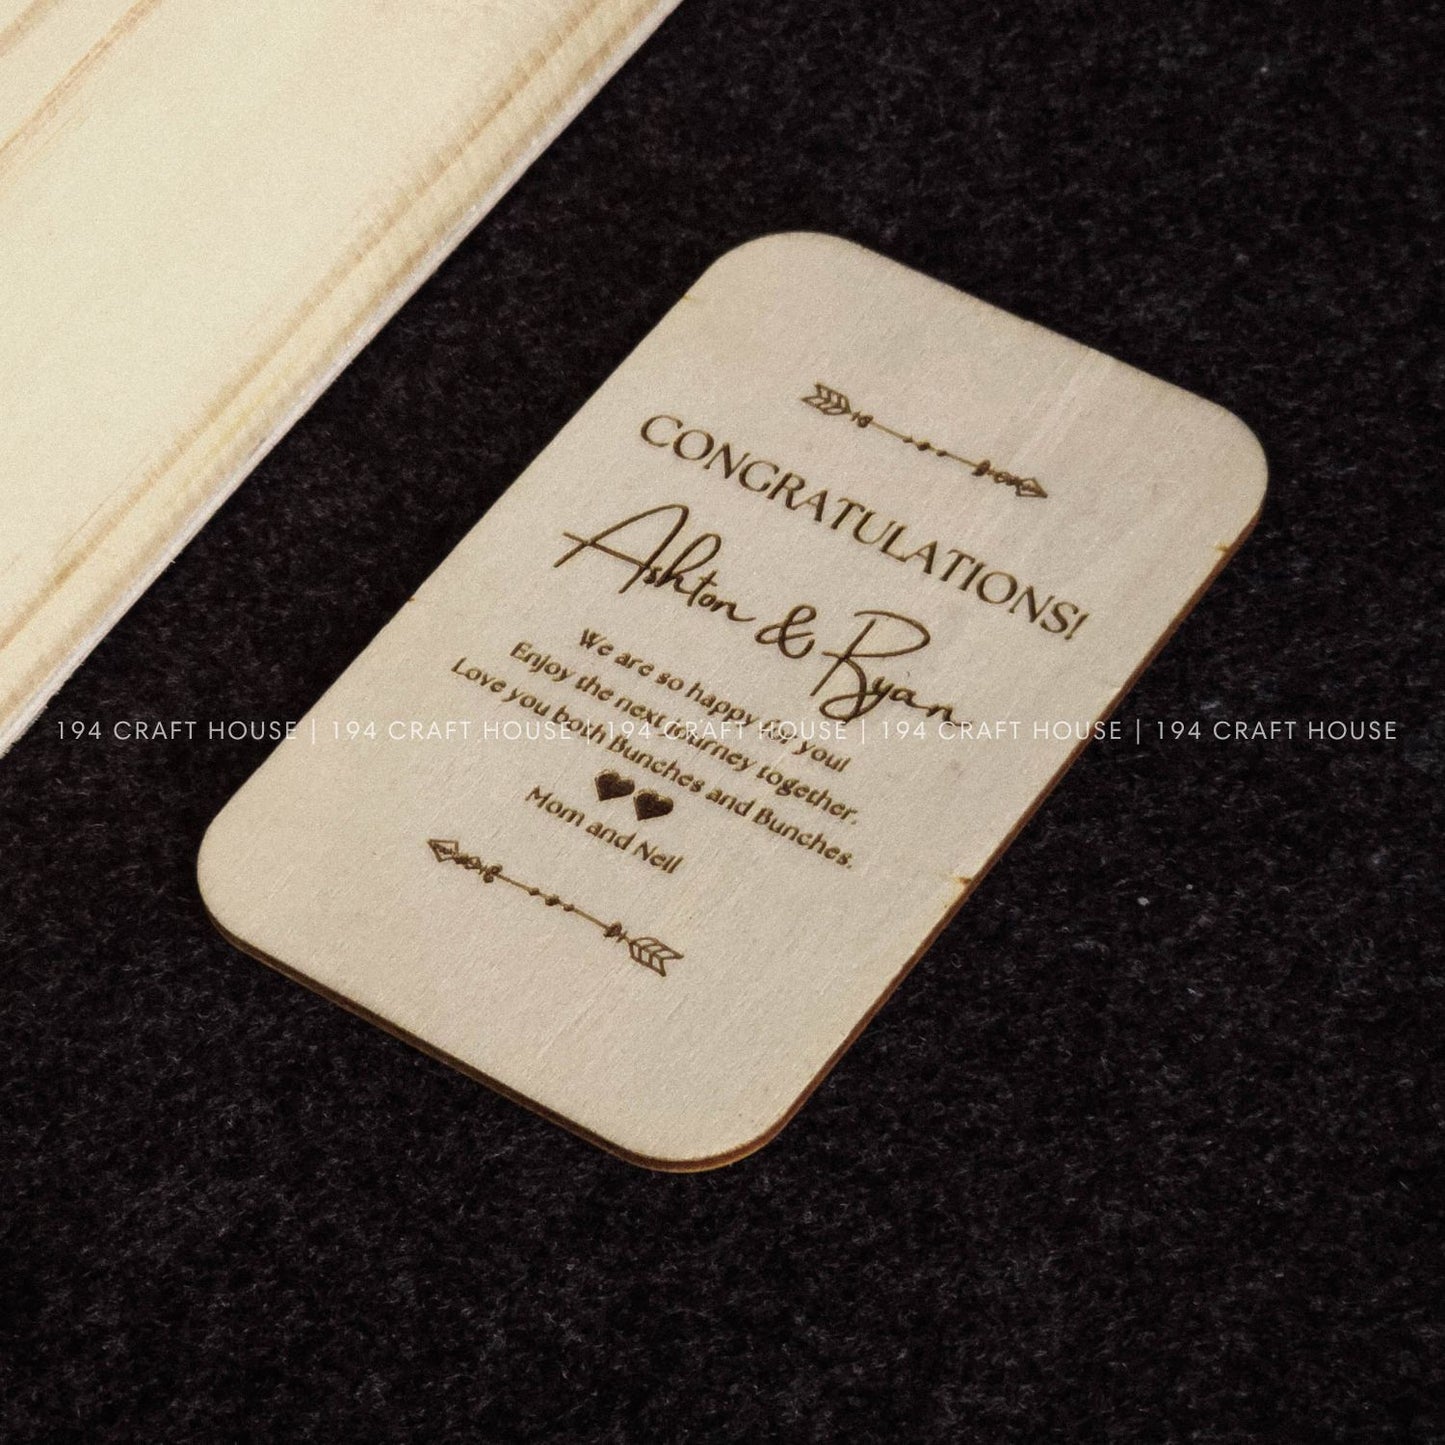 CONGRATULATIONS!
Ashton & Ryan
We are so happy for you!
Enjoy the next journey together.
Love you both Bunches and Bunches.
Mom and Neil
194 CRAFT HOUSE | 194 CRAFT HOUSE | 194 CRAFT HOUSE | 194 CRAFT HOUSE | 194 CRAFT HOUSE